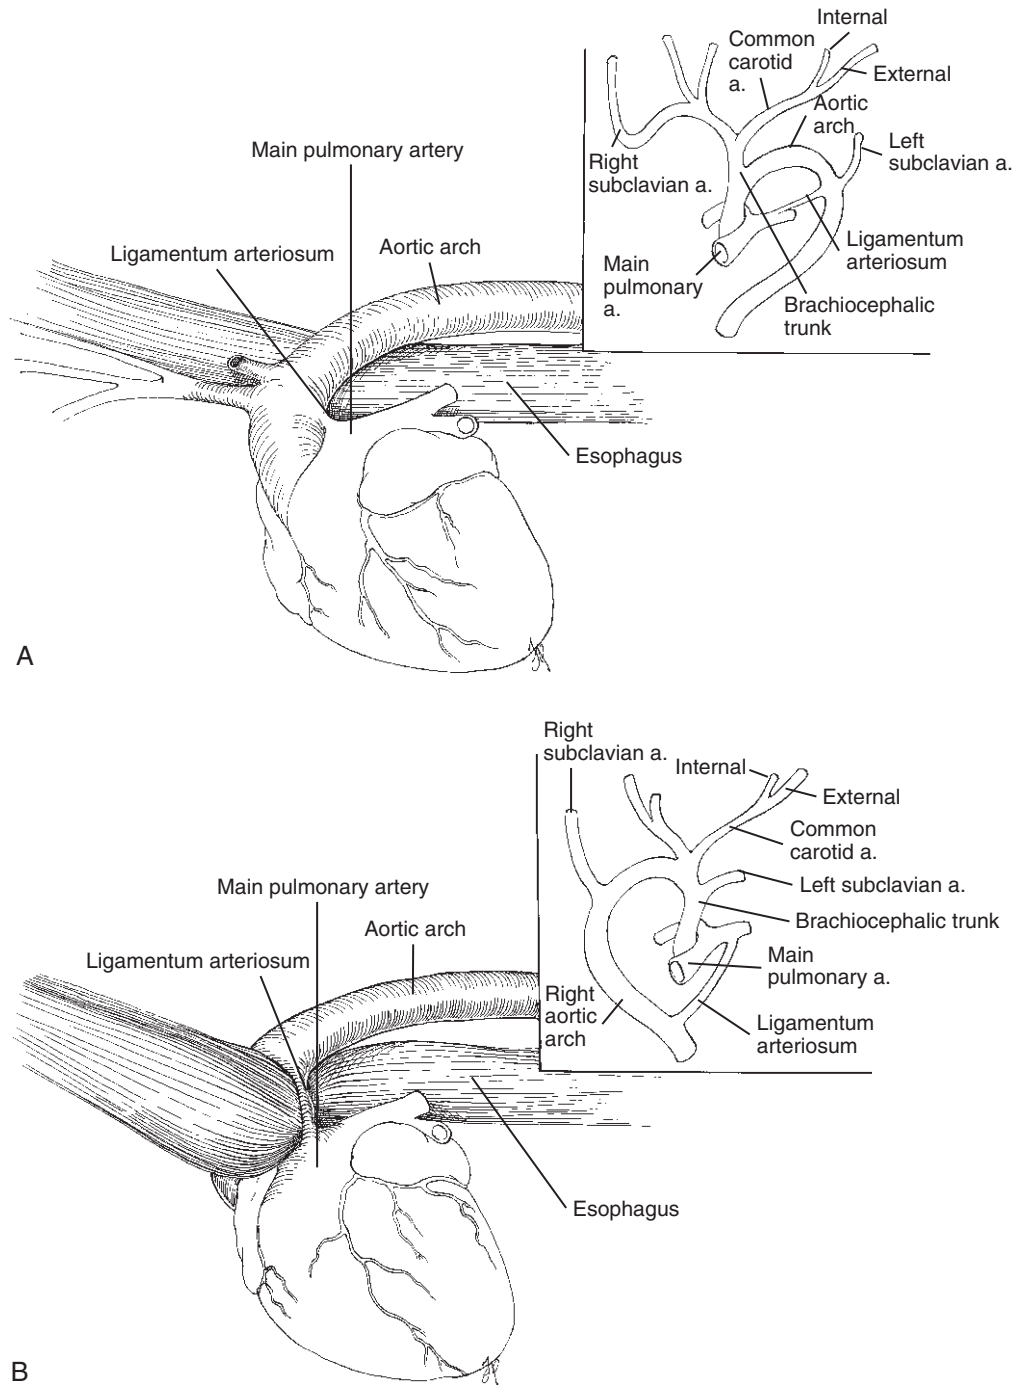 Internal
Common
carotid
a.
External
Aortic
arch
Left
subclavian a.
Main pulmonary artery
Right
subclavian a.
Ligamentum arteriosum
Aortic arch
Ligamentum
arteriosum
Main
pulmonary
a.
Brachiocephalic
trunk
Esophagus
A
Right
subclavian a.
Internal
External
Common
carotid a.
Main pulmonary artery
Left subclavian a.
Aortic arch
Brachiocephalic trunk
Ligamentum arteriosum
Main
pulmonary a.
Right
aortic
arch
Ligamentum
arteriosum
Esophagus
B